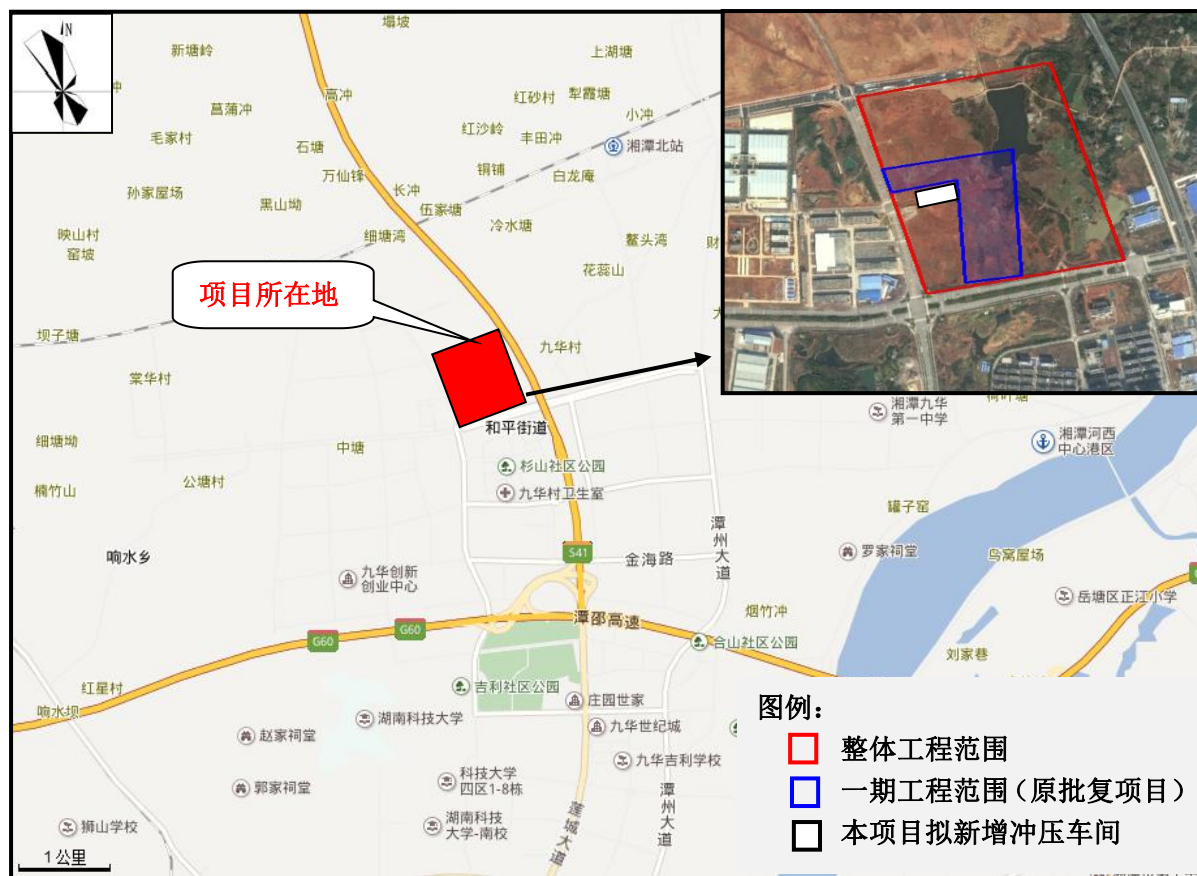 N
塌坡
新塘岭
上湖塘
冲
高冲
红砂村
犁霞塘
菖蒲冲
小冲
毛家村
石塘
红沙岭
丰田冲
湘潭北站
万仙锋
铜铺
孙家屋场
长冲
白龙庵
黑山坳
伍家塘
冷水塘
映山村
窑坡
细塘湾
鳌头湾
财
花蕊山
项目所在地
大
坝子塘
九华村
棠华村
湘潭九华
第一中学
荷叶塘
细塘坳
中塘
和平街道
湘潭河西
中心港区
杉山社区公园
楠竹山
公塘村
九华村卫生室
罐子窑
潭州大道
响水乡
S41
金海路
罗家祠堂
鸟窝屋场
九华创新
创业中心
岳塘区正江小学
烟竹冲
G60
G60
潭邵高速
合山社区公园
刘家巷
红星村
吉利社区公园
庄园世家
响水坝
湖南科技大学
九华世纪城
赵家祠堂
九华吉利学校
科技大学
四区1-8栋
郭家祠堂
潭州大道
湖南科技
大学-南校
莲城大道
狮山学校
1公里
图例：
整体工程范围
一期工程范围（原批复项目）
本项目拟新增冲压车间